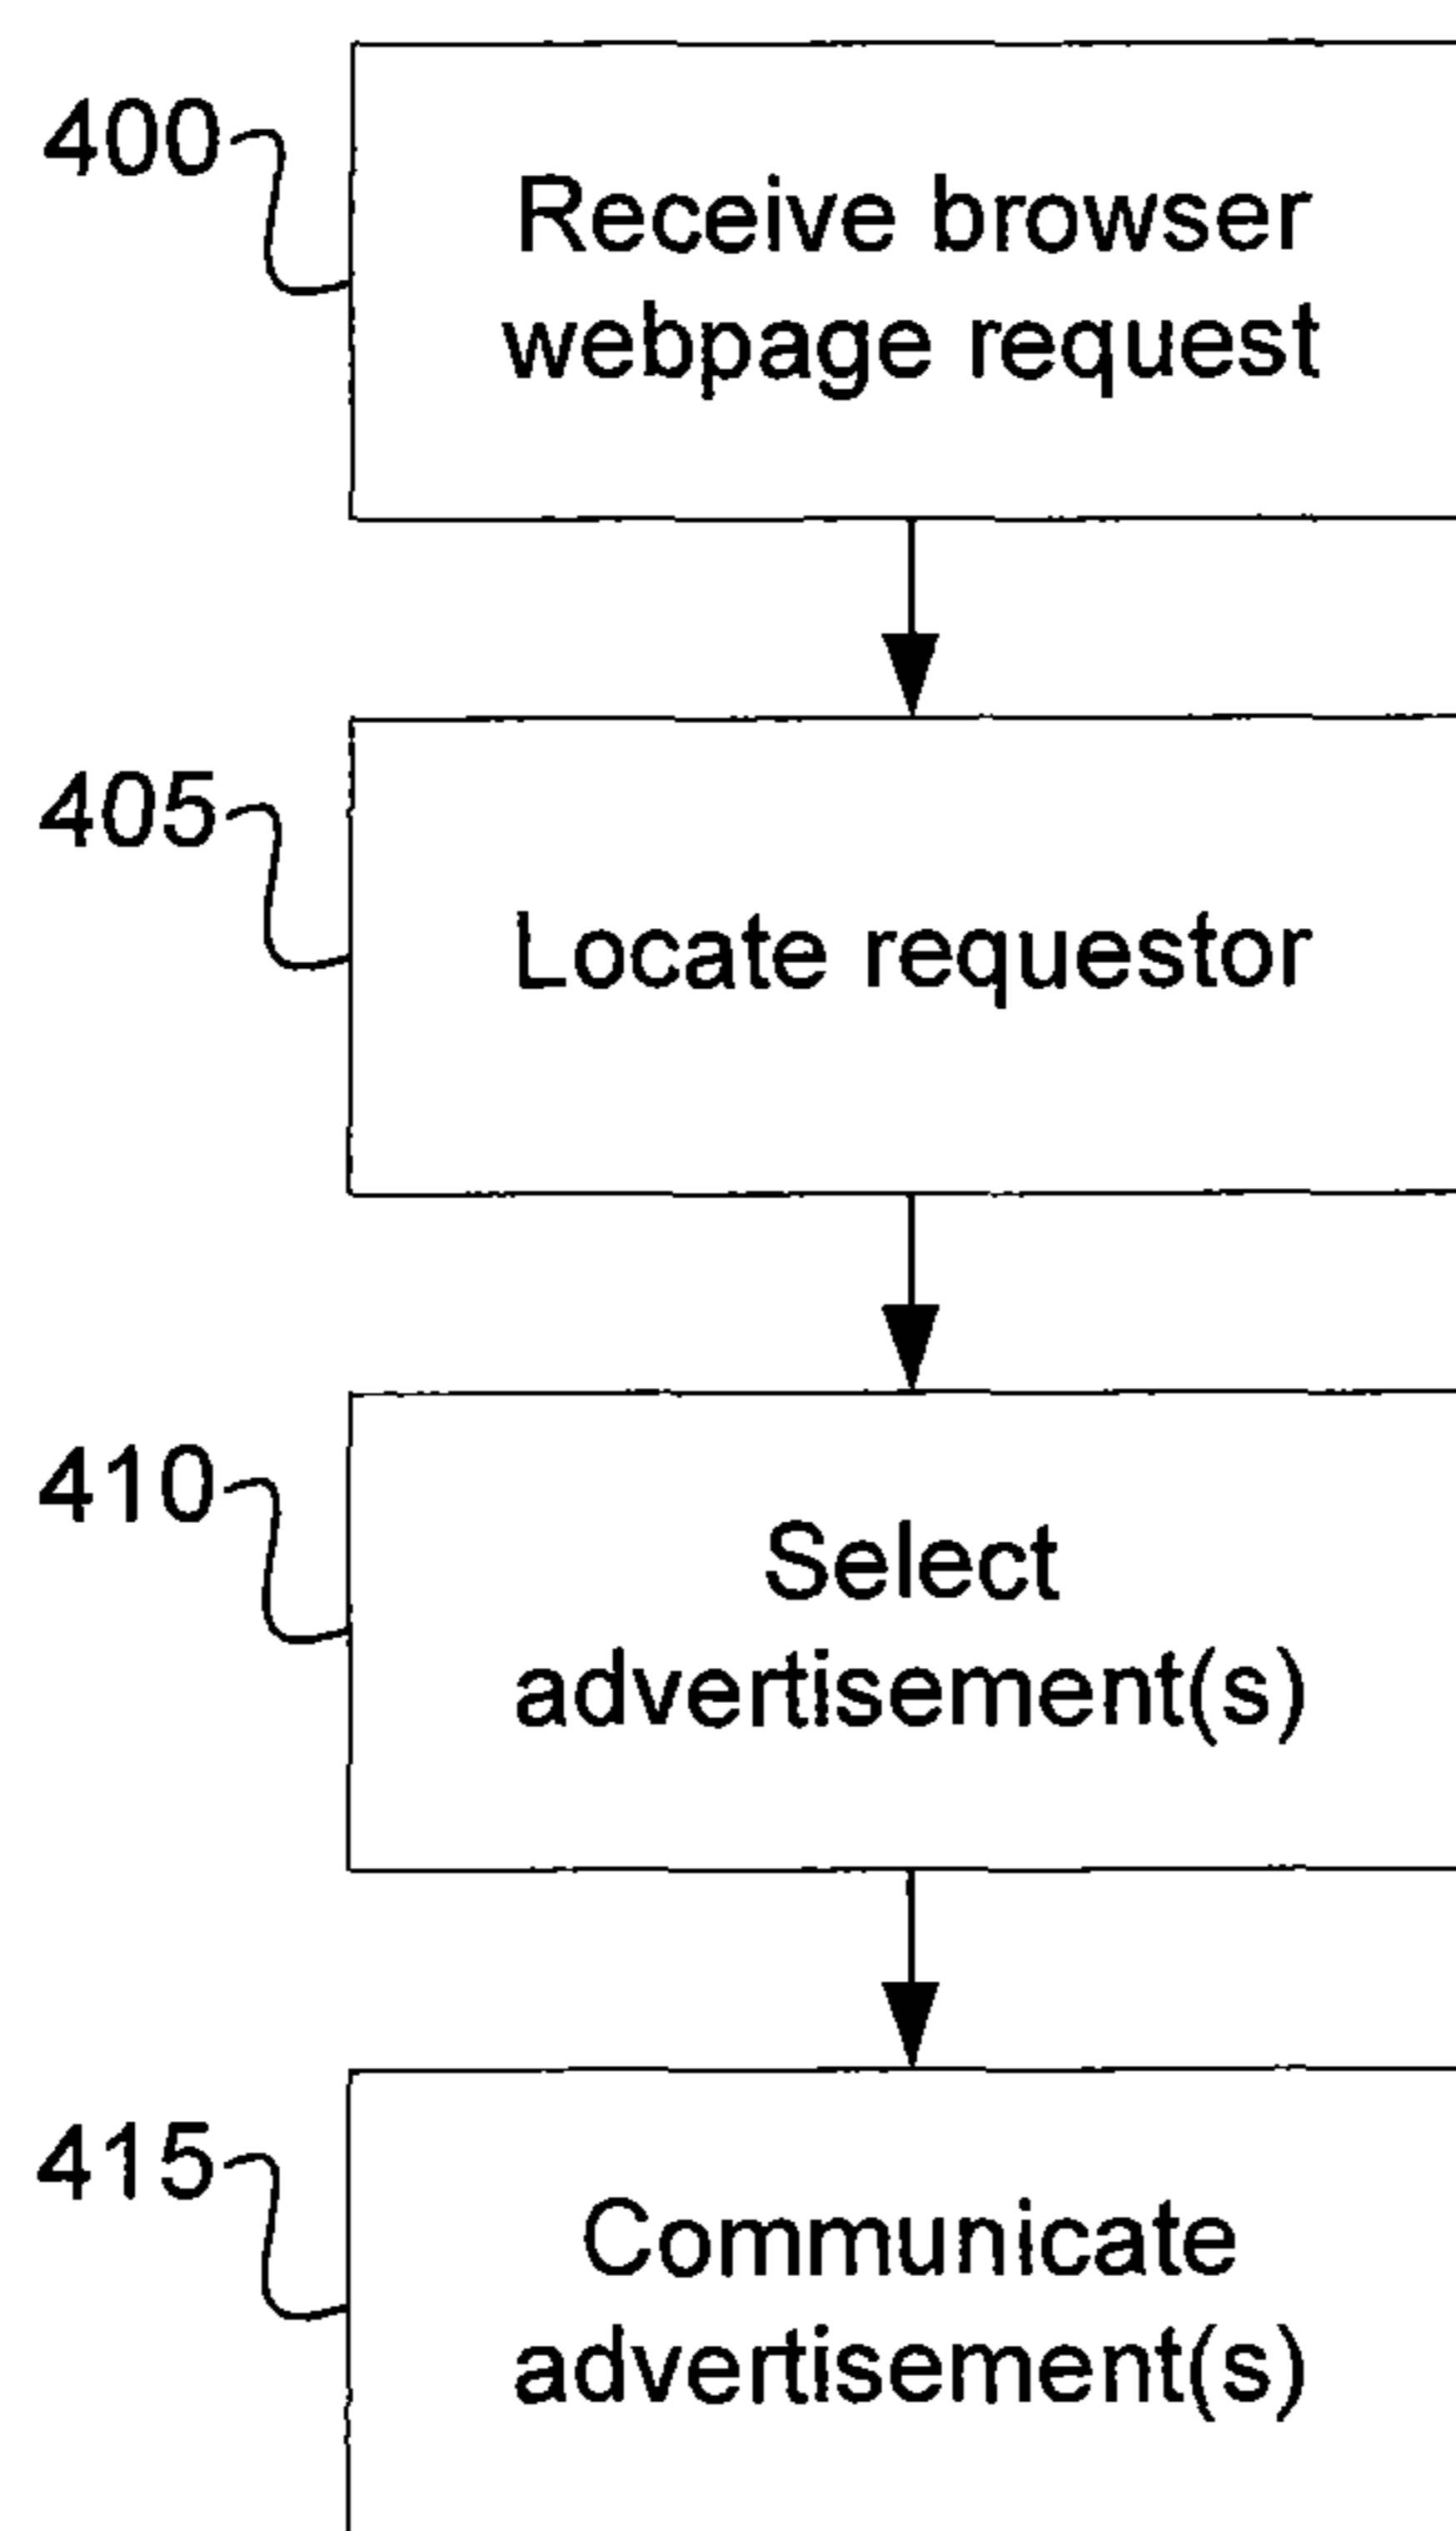 400
Receive browser
webpage request
405
Locate requestor
410
Select
advertisement(s)
415
Communicate
advertisement(s)